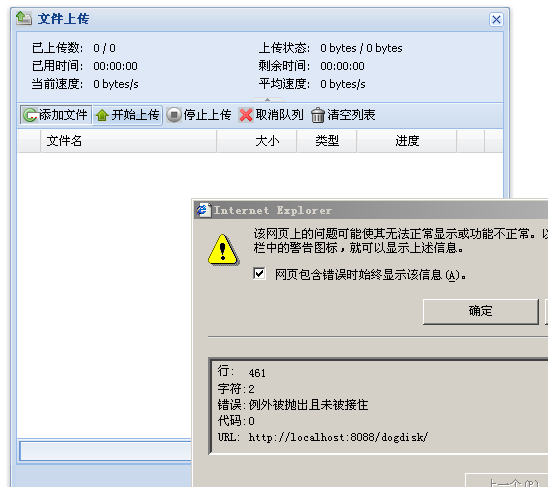 文件上传
已上传数: 0 / 0 上传状态: 0 bytes / 0 bytes
已用时间: 00:00:00 剩余时间: 00:00:00
当前速度: 0 bytes/s 平均速度: 0 bytes/s
添加文件 开始上传 停止上传 取消队列 清空列表
文件名 大小 类型 进度
Internet Explorer
该网页上的问题可能使其无法正常显示或功能不正常。以
栏中的警告图标，就可以显示上述信息。
网页包含错误时始终显示该信息(A)。
确定
行: 461
字符:2
错误:例外被抛出且未被接住
代码:0
URL: http://localhost:8088/dogdisk/
上一个(P)